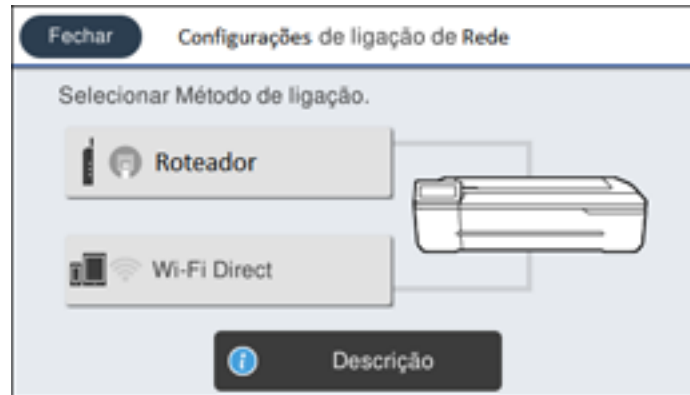 Fechar
Configurações de ligação de Rede
Selecionar Método de ligação.
Roteador
Wi-Fi Direct
Descrição